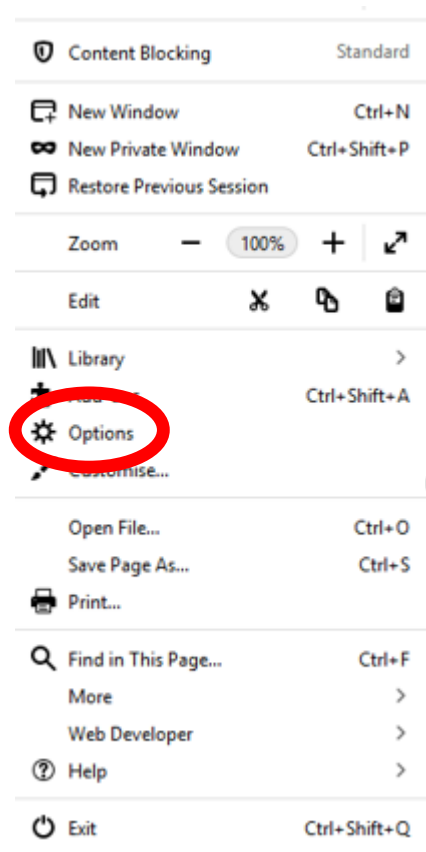 Content Blocking Standard
New Window Ctrl+N
New Private Window Ctrl+Shift+P
Restore Previous Session
Zoom − 100% +
Edit
Library >
Ctrl+Shift+A
Options
Customise...
Open File... Ctrl+O
Save Page As... Ctrl+S
Print...
Find in This Page... Ctrl+F
More >
Web Developer >
Help >
Exit Ctrl+Shift+Q